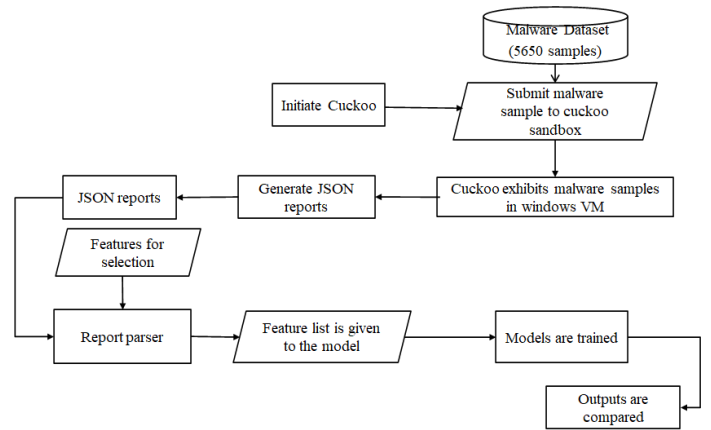 Malware Dataset
(5650 samples)
Initiate Cuckoo
Submit malware
sample to cuckoo
sandbox
JSON reports
Generate JSON
reports
Cuckoo exhibits malware samples
in windows VM
Features for
selection
Report parser
Feature list is given
to the model
Models are trained
Outputs are
compared